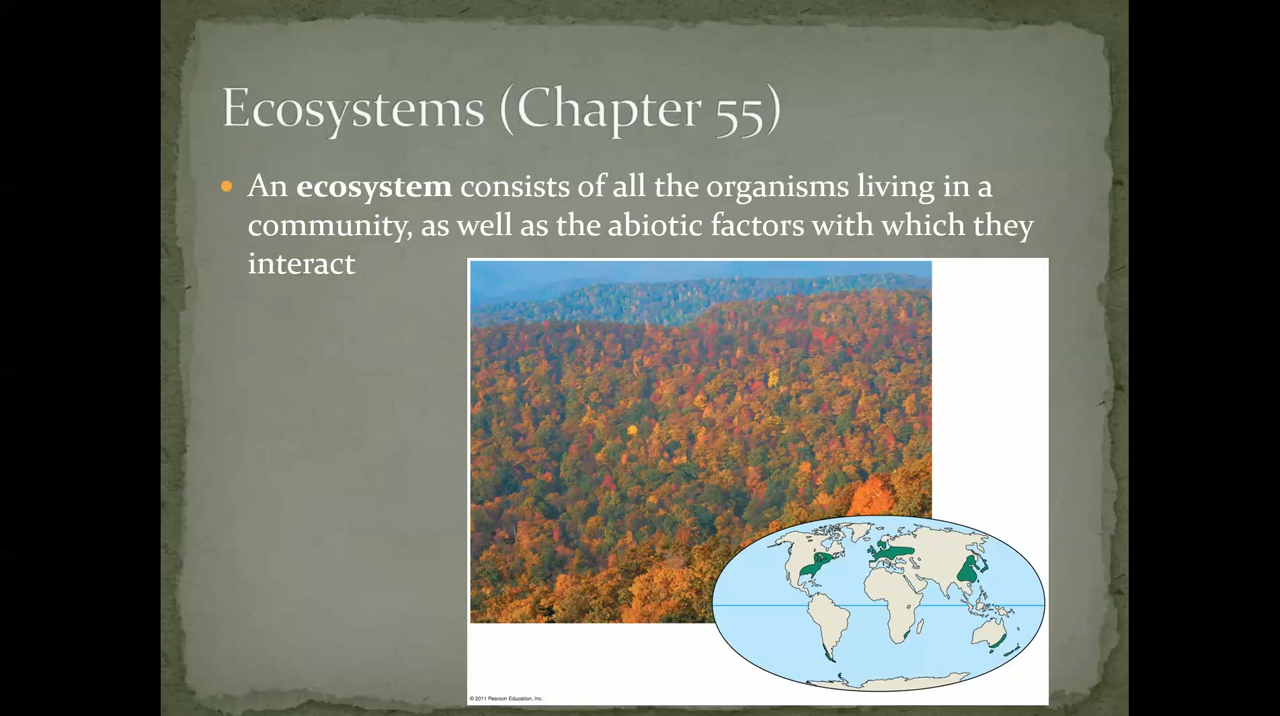 Ecosystems (Chapter 55)
An ecosystem consists of all the organisms living in a
community, as well as the abiotic factors with which they
interact
© 2011 Pearson Education, Inc.